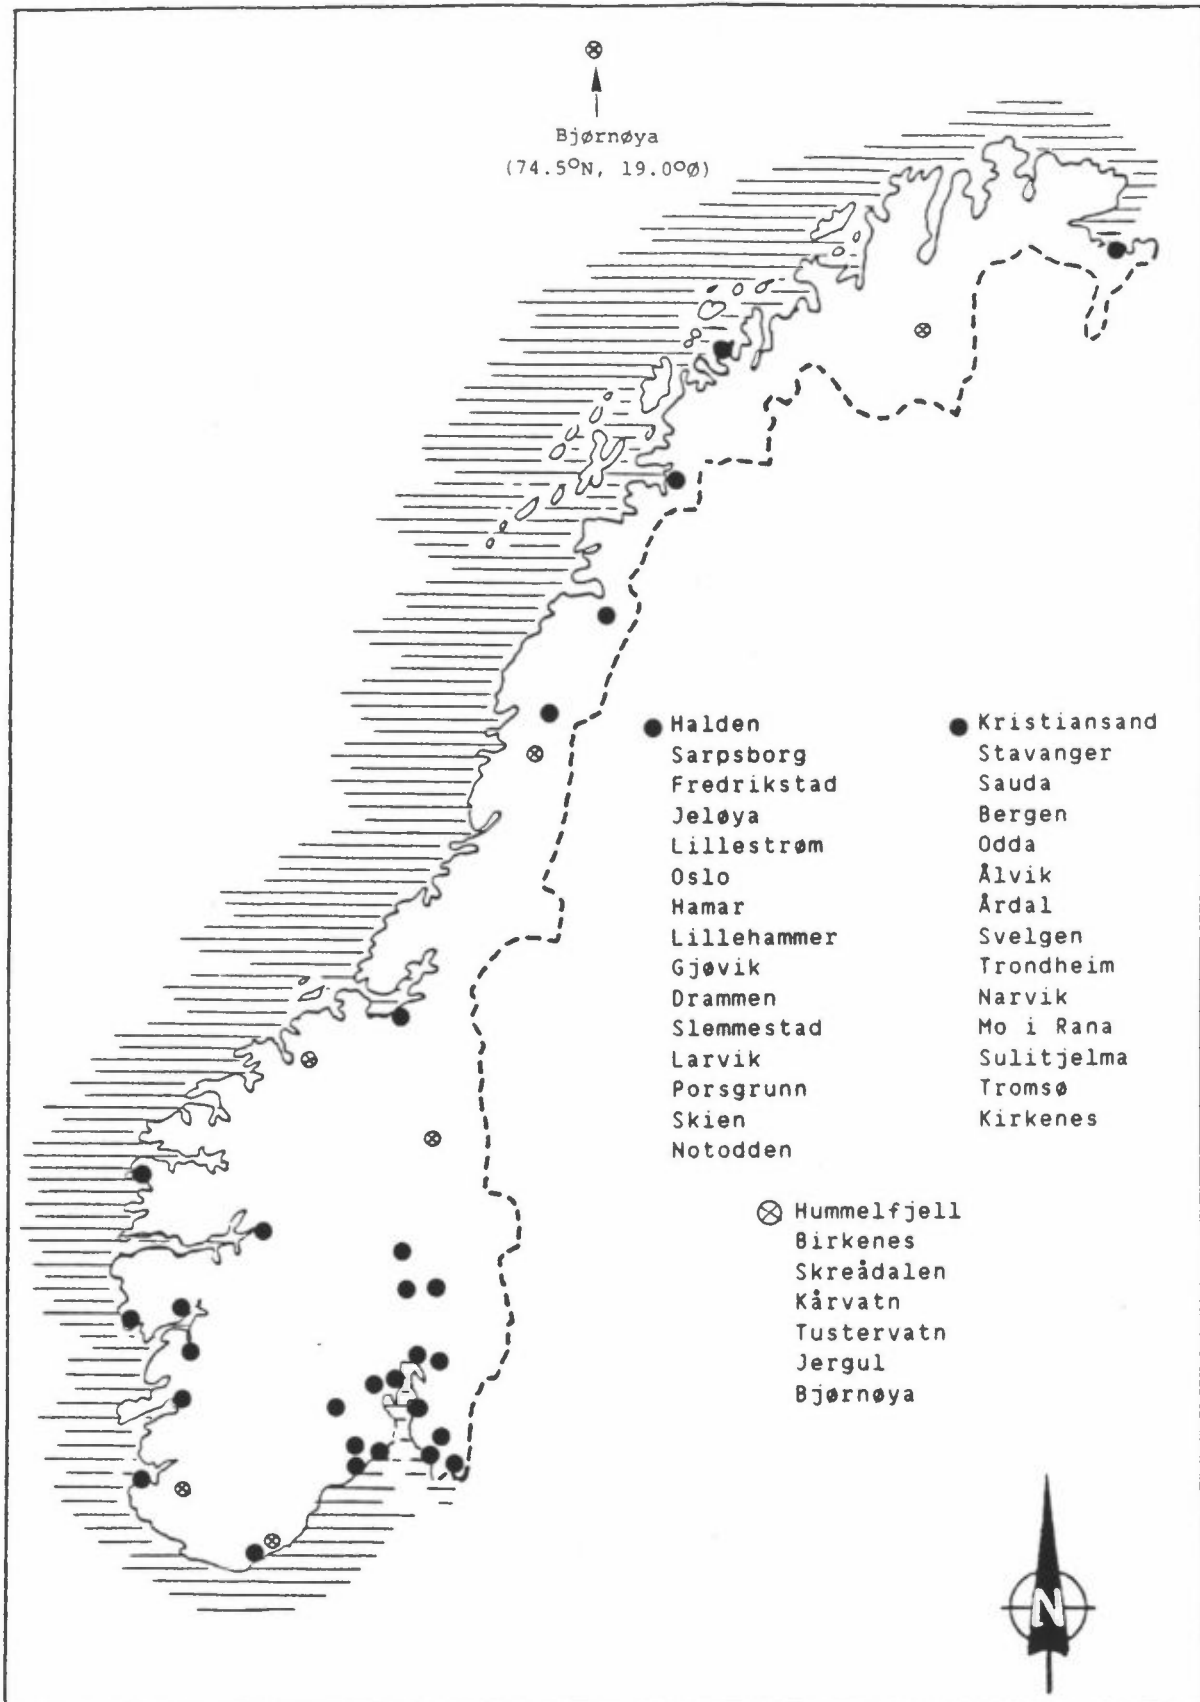 Bjørnøya
(74.5°N, 19.0°Ø)
Halden
Sarpsborg
Fredrikstad
Jeløya
Lillestrøm
Oslo
Hamar
Lillehammer
Gjøvik
Drammen
Slemmestad
Larvik
Porsgrunn
Skien
Notodden
Kristiansand
Stavanger
Sauda
Bergen
Odda
Ålvik
Årdal
Svelgen
Trondheim
Narvik
Mo i Rana
Sulitjelma
Tromsø
Kirkenes
Hummelfjell
Birkenes
Skreådalen
Kårvatn
Tustervatn
Jergul
Bjørnøya
N